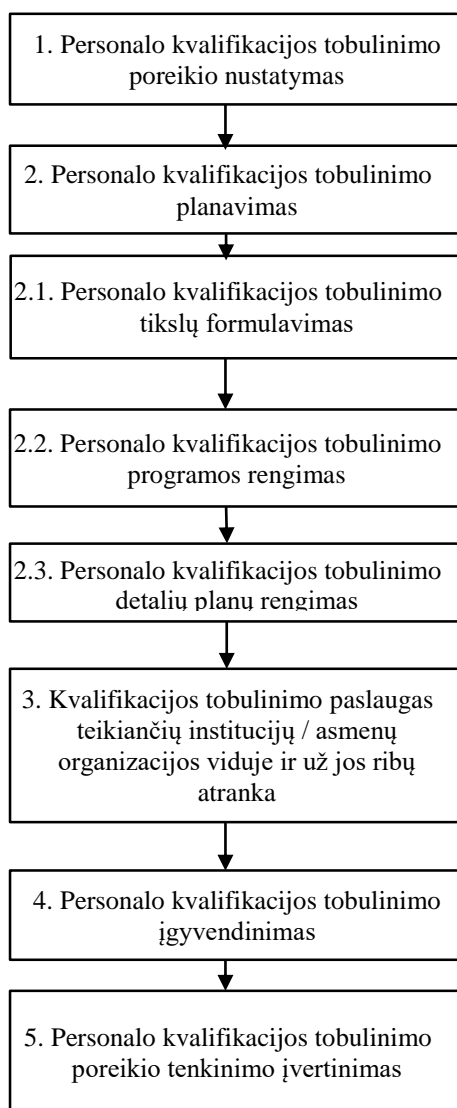 1. Personalo kvalifikacijos tobulinimo
poreikio nustatymas
2. Personalo kvalifikacijos tobulinimo
planavimas
2.1. Personalo kvalifikacijos tobulinimo
tikslų formulavimas
2.2. Personalo kvalifikacijos tobulinimo
programos rengimas
2.3. Personalo kvalifikacijos tobulinimo
detalių planų rengimas
3. Kvalifikacijos tobulinimo paslaugas
teikiančių institucijų / asmenų
organizacijos viduje ir už jos ribų
atranka
4. Personalo kvalifikacijos tobulinimo
įgyvendinimas
5. Personalo kvalifikacijos tobulinimo
poreikio tenkinimo įvertinimas